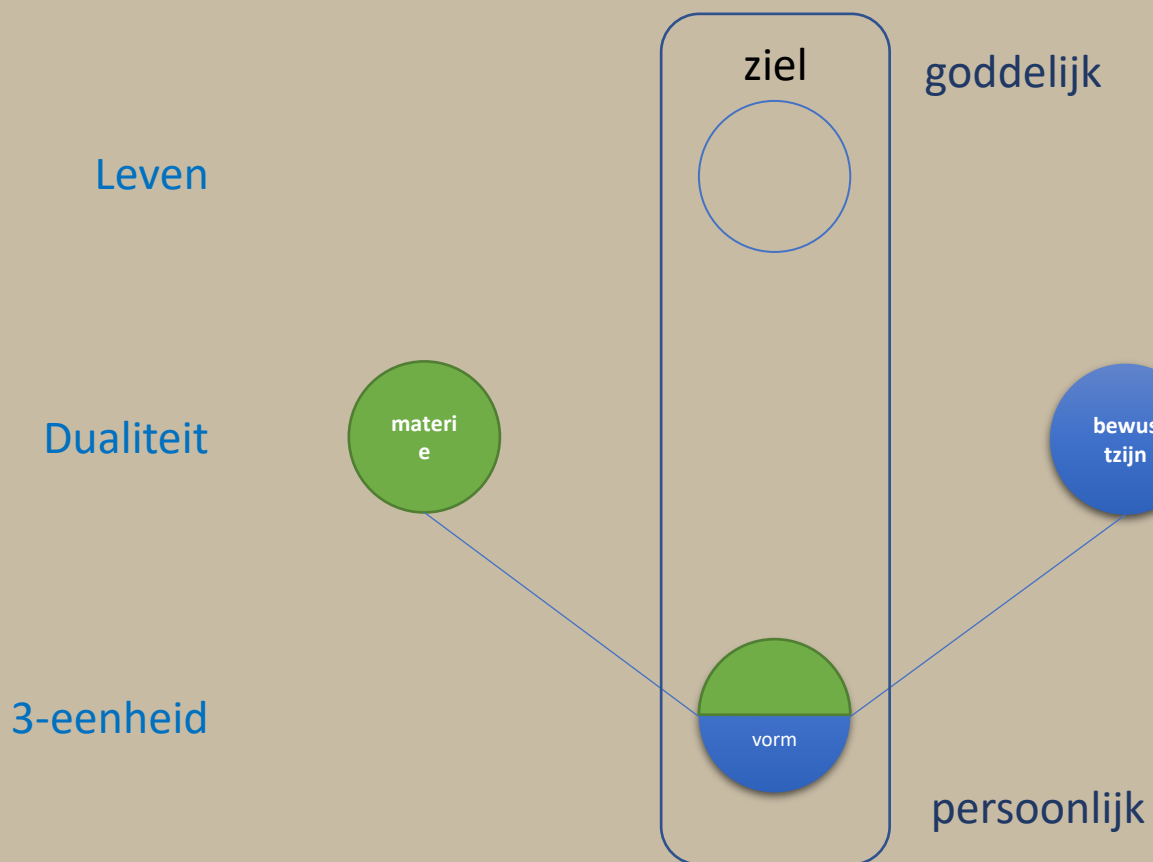 ziel
goddelijk
Leven
Dualiteit
materi
e
bewus
tzijn
3-eenheid
vorm
persoonlijk